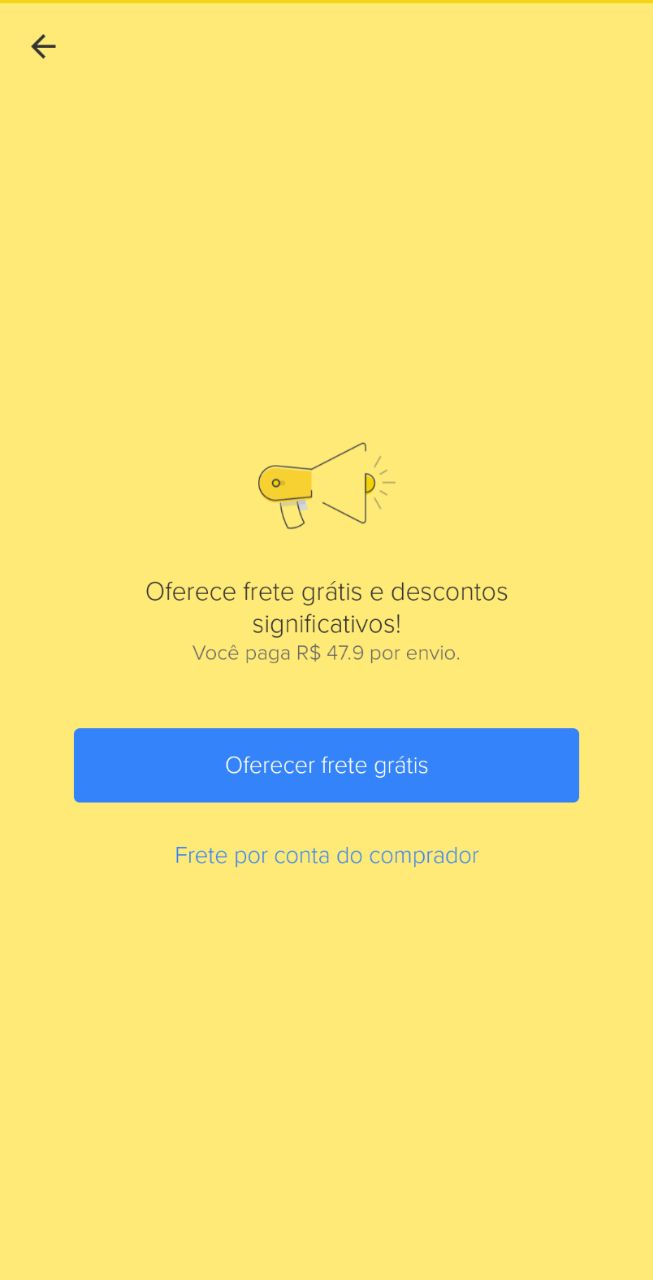 Oferece frete grátis e descontos
significativos!
Você paga R$ 47.9 por envio.
Oferecer frete grátis
Frete por conta do comprador